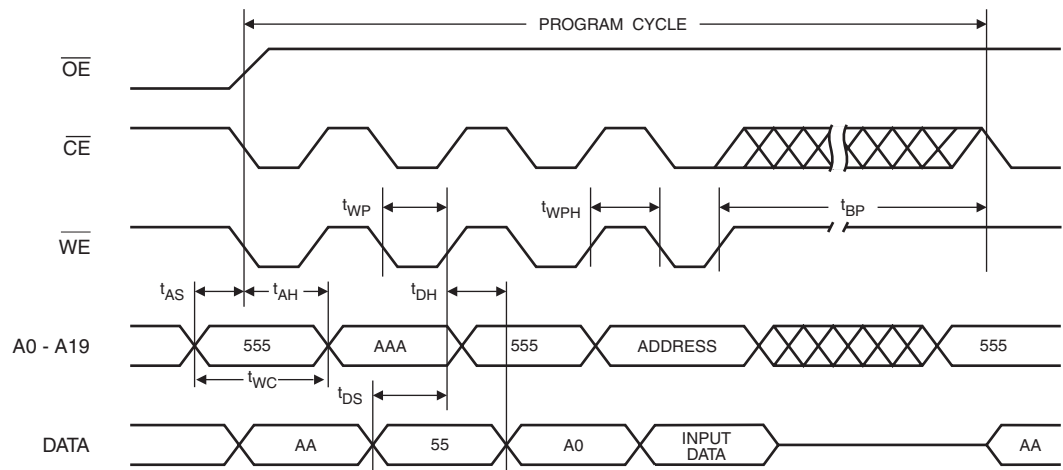 PROGRAM CYCLE
OE
CE
tWP tWPH tBP
WE
tAS tAH tDH
A0 - A19 555 AAA 555 ADDRESS 555
tWC
tDS
DATA AA 55 A0 INPUT DATA AA